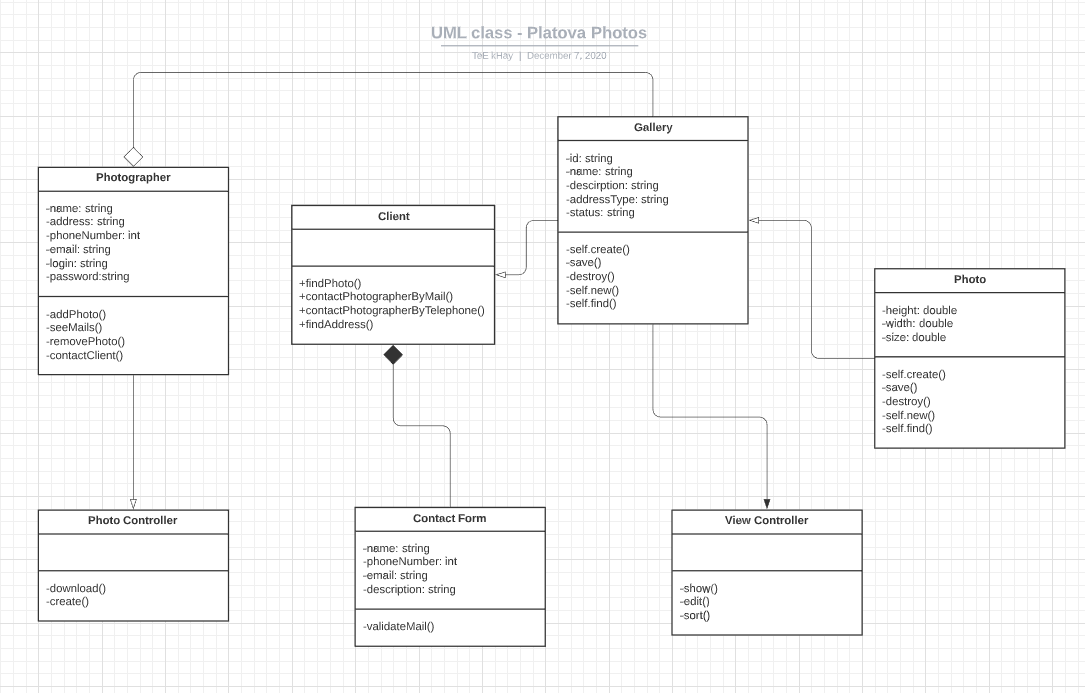 UML class - Platova Photos
TeE kHay | December 7, 2020
Photographer
-name: string
-address: string
-phoneNumber: int
-email: string
-login: string
-password:string
-addPhoto()
-seeMails()
-removePhoto()
-contactClient()
Client
+findPhoto()
+contactPhotographerByMail()
+contactPhotographerByTelephone()
+findAddress()
Gallery
-id: string
-name: string
-descirption: string
-addressType: string
-status: string
-self.create()
-save()
-destroy()
-self.new()
-self.find()
Photo
-height: double
-width: double
-size: double
-self.create()
-save()
-destroy()
-self.new()
-self.find()
Photo Controller
-download()
-create()
Contact Form
-name: string
-phoneNumber: int
-email: string
-description: string
-validateMail()
View Controller
-show()
-edit()
-sort()